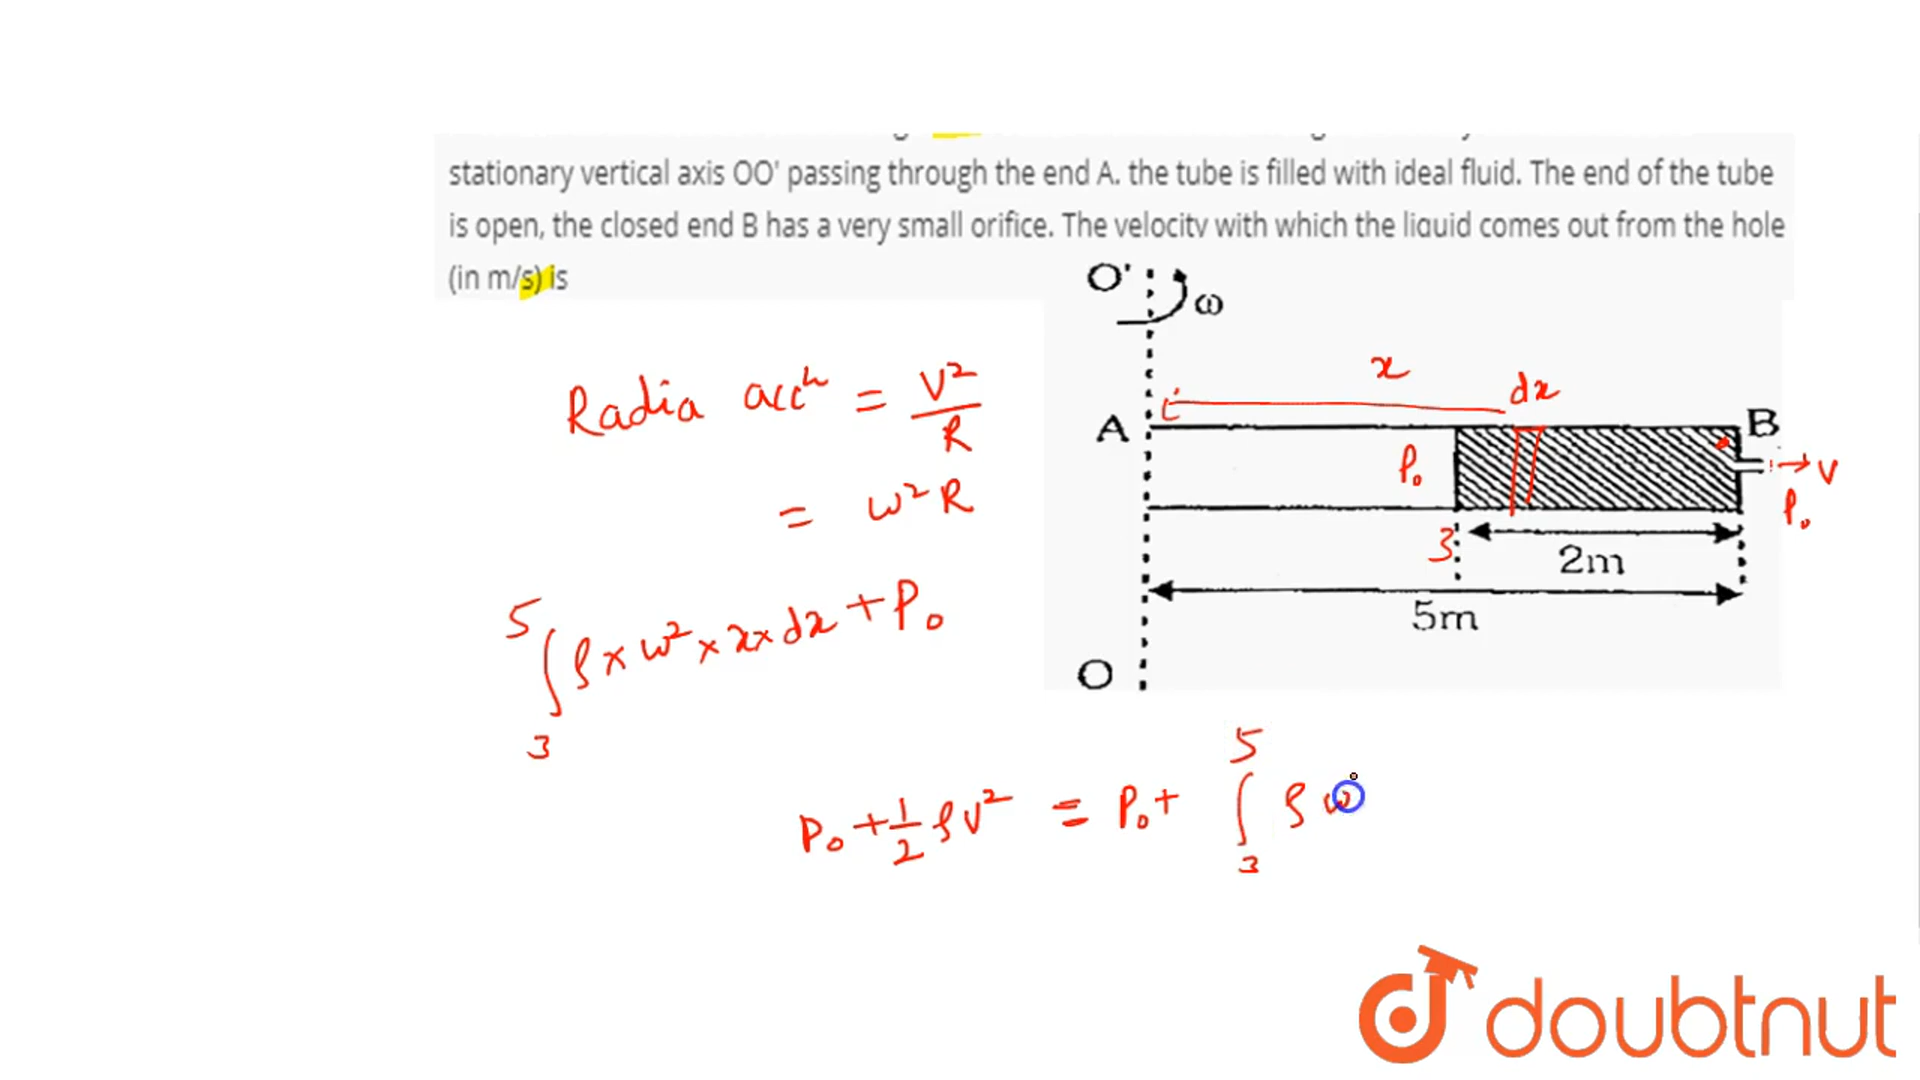 stationary vertical axis OO' passing through the end A. the tube is filled with ideal fluid. The end of the tube
is open, the closed end B has a very small orifice. The velocity with which the liquid comes out from the hole
(in m/s) is
O' ω
Radia accⁿ = V²/R
x dx
A B
P₀ → V
= ω²R
P₀
3 2m
5m
∫₃⁵ ρ × ω² × x × dx + P₀
O
P₀ + 1/2 ρV² = P₀ + ∫₃⁵ ρ ω
doubtnut